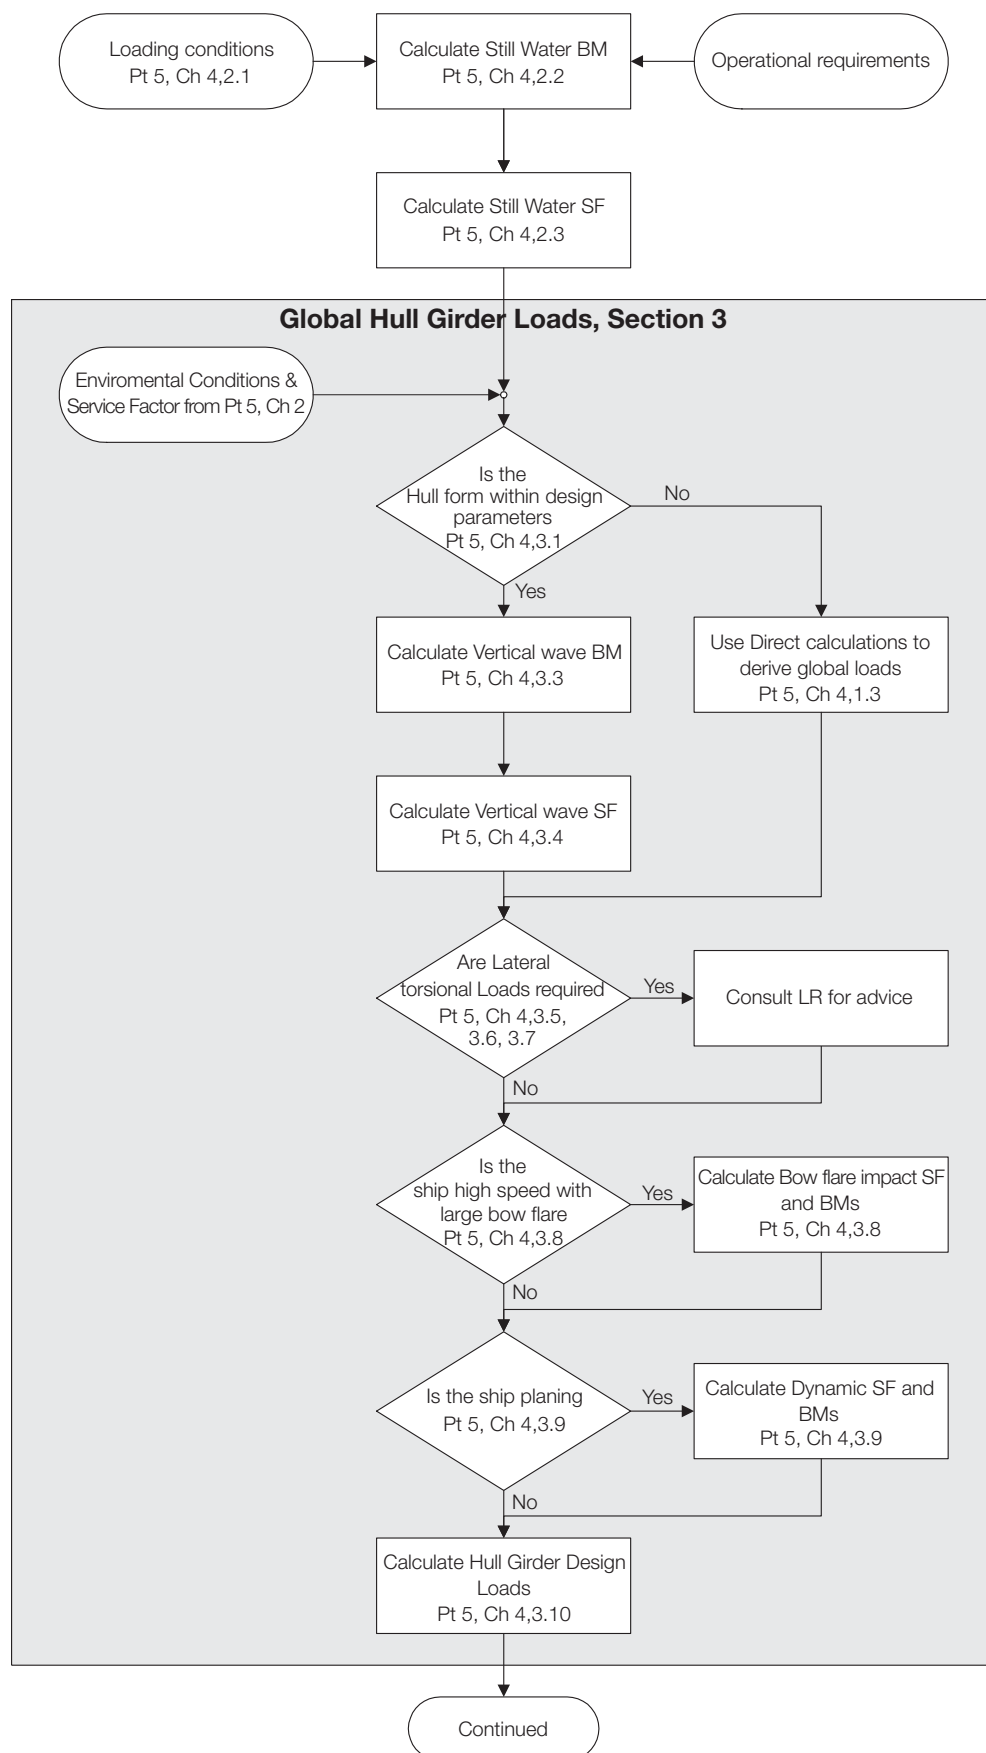 Loading conditions
Pt 5, Ch 4,2.1
Calculate Still Water BM
Pt 5, Ch 4,2.2
Operational requirements
Calculate Still Water SF
Pt 5, Ch 4,2.3
Global Hull Girder Loads, Section 3
Enviromental Conditions &
Service Factor from Pt 5, Ch 2
Is the
Hull form within design
parameters
Pt 5, Ch 4,3.1
No
Yes
Calculate Vertical wave BM
Pt 5, Ch 4,3.3
Use Direct calculations to
derive global loads
Pt 5, Ch 4,1.3
Calculate Vertical wave SF
Pt 5, Ch 4,3.4
Are Lateral
torsional Loads required
Pt 5, Ch 4,3.5,
3.6, 3.7
Yes
Consult LR for advice
No
Is the
ship high speed with
large bow flare
Pt 5, Ch 4,3.8
Yes
Calculate Bow flare impact SF
and BMs
Pt 5, Ch 4,3.8
No
Is the ship planing
Pt 5, Ch 4,3.9
Yes
Calculate Dynamic SF and
BMs
Pt 5, Ch 4,3.9
No
Calculate Hull Girder Design
Loads
Pt 5, Ch 4,3.10
Continued